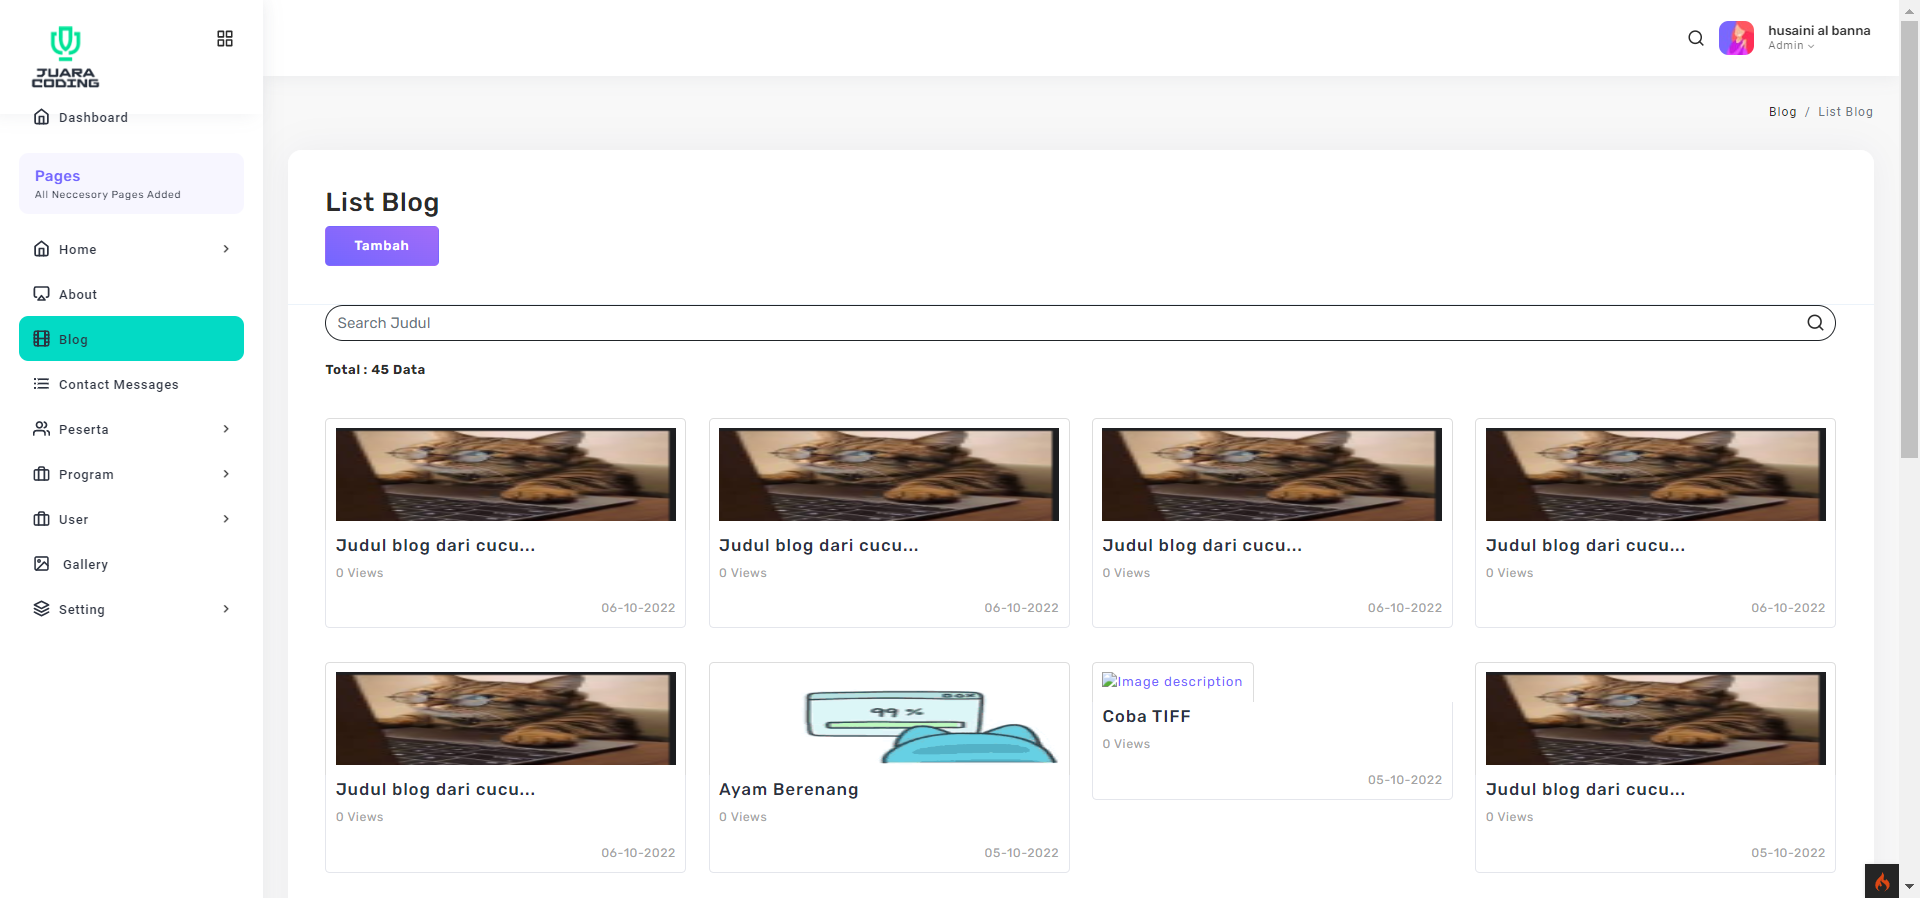 JUARA
CODING
husaini al banna
Admin
Dashboard
Blog / List Blog
Pages
All Neccesory Pages Added
Home
About
Blog
Contact Messages
Peserta
Program
User
Gallery
Setting
List Blog
Tambah
Search Judul
Total : 45 Data
Judul blog dari cucu...
0 Views
06-10-2022
Judul blog dari cucu...
0 Views
06-10-2022
Judul blog dari cucu...
0 Views
06-10-2022
Judul blog dari cucu...
0 Views
06-10-2022
Judul blog dari cucu...
0 Views
06-10-2022
99 %
Ayam Berenang
0 Views
05-10-2022
Image description
Coba TIFF
0 Views
05-10-2022
Judul blog dari cucu...
0 Views
05-10-2022